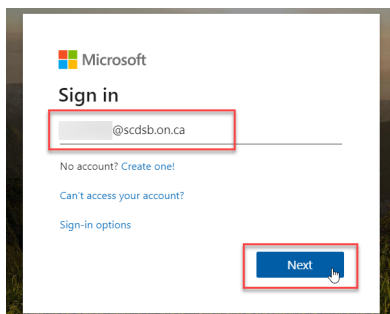 Microsoft
Sign in
@scdsb.on.ca
No account? Create one!
Can't access your account?
Sign-in options
Next